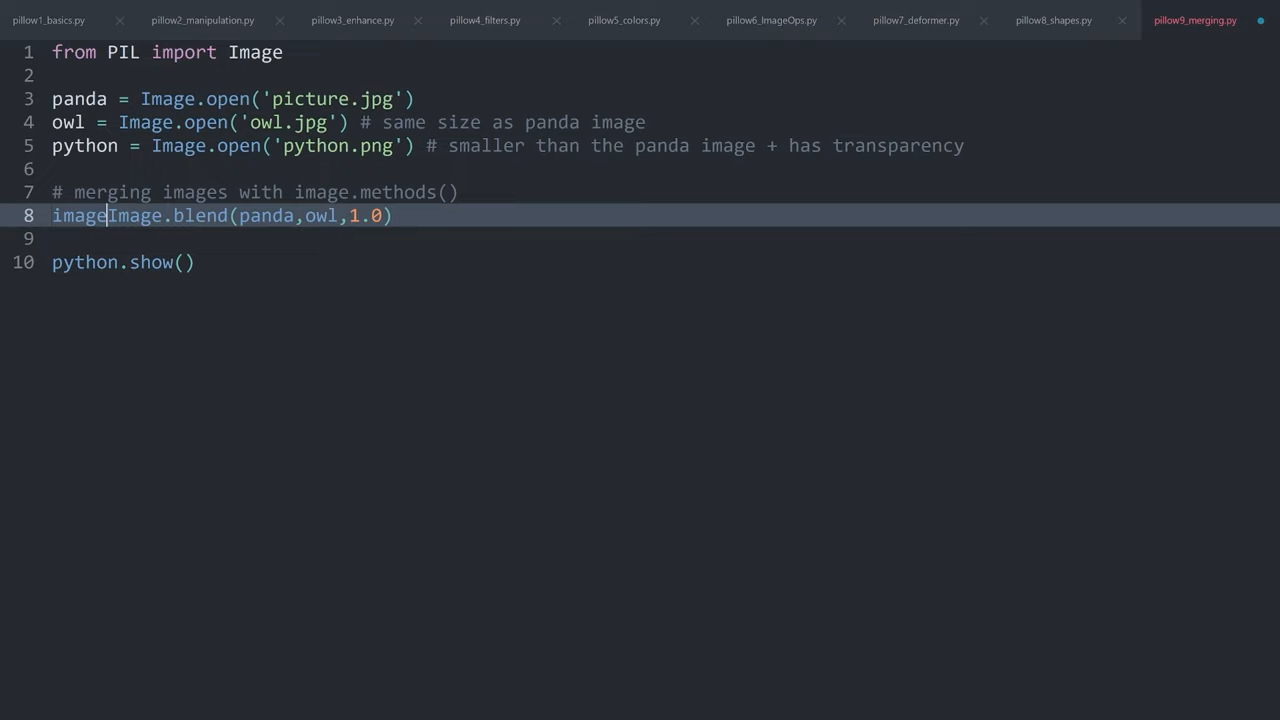 pillow1_basics.py pillow2_manipulation.py pillow3_enhance.py pillow4_filters.py pillow5_colors.py pillow6_ImageOps.py pillow7_deformer.py pillow8_shapes.py pillow9_merging.py
1 from PIL import Image
2
3 panda = Image.open('picture.jpg')
4 owl = Image.open('owl.jpg') # same size as panda image
5 python = Image.open('python.png') # smaller than the panda image + has transparency
6
7 # merging images with image.methods()
8 imageImage.blend(panda,owl,1.0)
9
10 python.show()